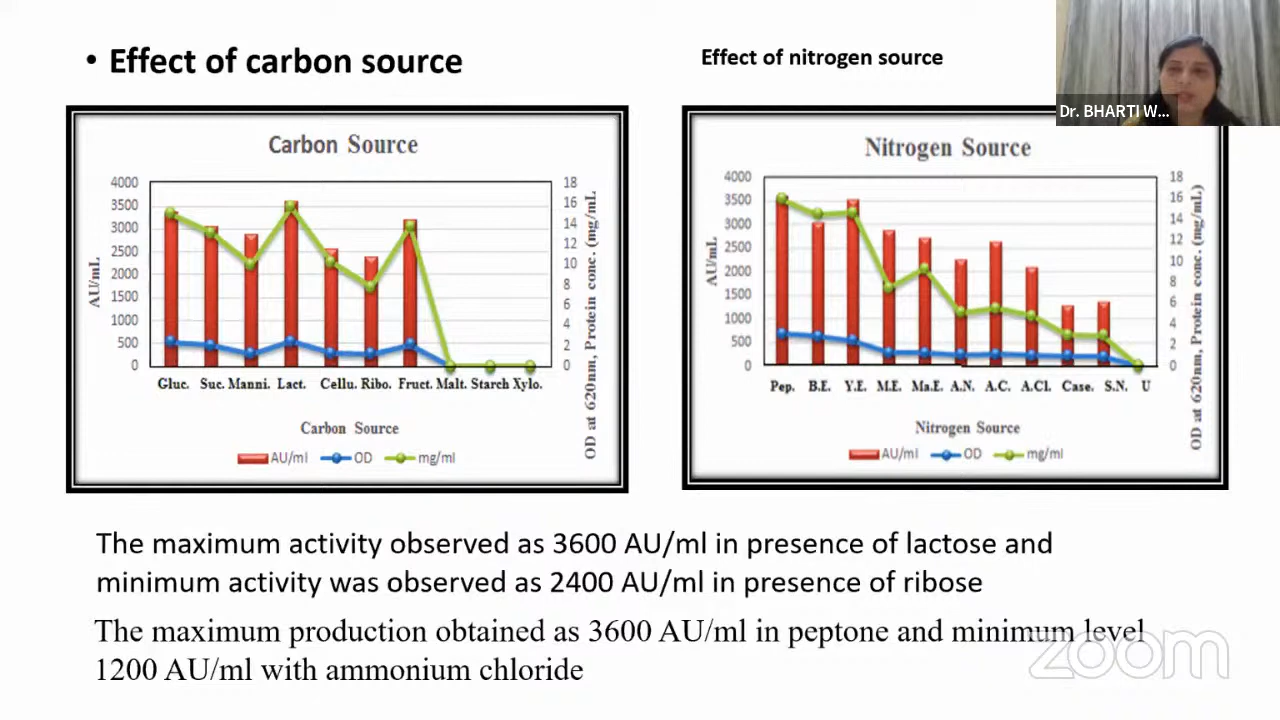 • Effect of carbon source
Effect of nitrogen source
Dr. BHARTI W...
Carbon Source
4000
3500
3000
2500
2000
1500
1000
500
0
AU/mL
18
16
14
12
10
8
6
4
2
0
OD at 620nm, Protein conc. (mg/mL
Gluc. Suc. Manni. Lact. Cellu. Ribo. Fruct. Malt. Starch Xylo.
Carbon Source
AU/ml OD mg/ml
Nitrogen Source
4000
3500
3000
2500
2000
1500
1000
500
0
AU/mL
18
16
14
12
10
8
6
4
2
0
OD at 620nm, Protein conc. (mg/mL)
Pep. B.E. Y.E. M.E. Ma.E. A.N. A.C. A.Cl. Case. S.N. U
Nitrogen Source
AU/ml OD mg/ml
The maximum activity observed as 3600 AU/ml in presence of lactose and
minimum activity was observed as 2400 AU/ml in presence of ribose
The maximum production obtained as 3600 AU/ml in peptone and minimum level
1200 AU/ml with ammonium chloride
zoom